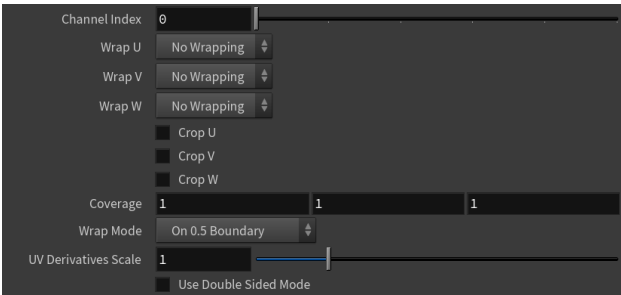 Channel Index 0
Wrap U No Wrapping
Wrap V No Wrapping
Wrap W No Wrapping
Crop U
Crop V
Crop W
Coverage 1 1 1
Wrap Mode On 0.5 Boundary
UV Derivatives Scale 1
Use Double Sided Mode